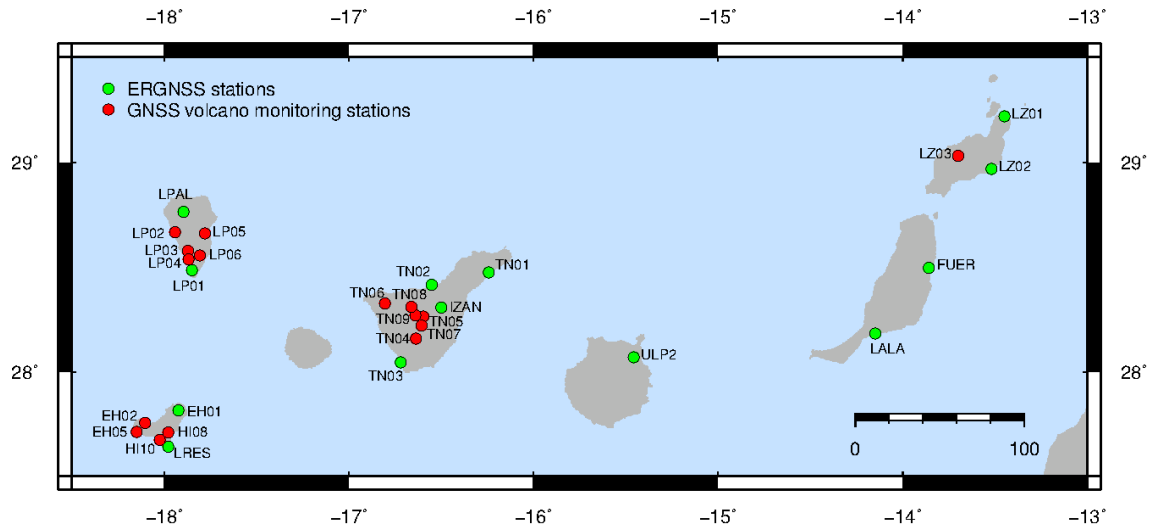 −18˚ −17˚ −16˚ −15˚ −14˚ −13˚
ERGNSS stations
GNSS volcano monitoring stations
LZ01
29˚ LZ03 29˚
LZ02
LPAL
LP02 LP05
LP03 LP06
LP04
LP01
TN02 TN01
FUER
TN06 TN08
IZAN
TN09 TN05
TN04 TN07
LALA
ULP2
28˚ TN03 28˚
EH02 EH01
EH05 HI08
HI10 LRES
0 100
−18˚ −17˚ −16˚ −15˚ −14˚ −13˚